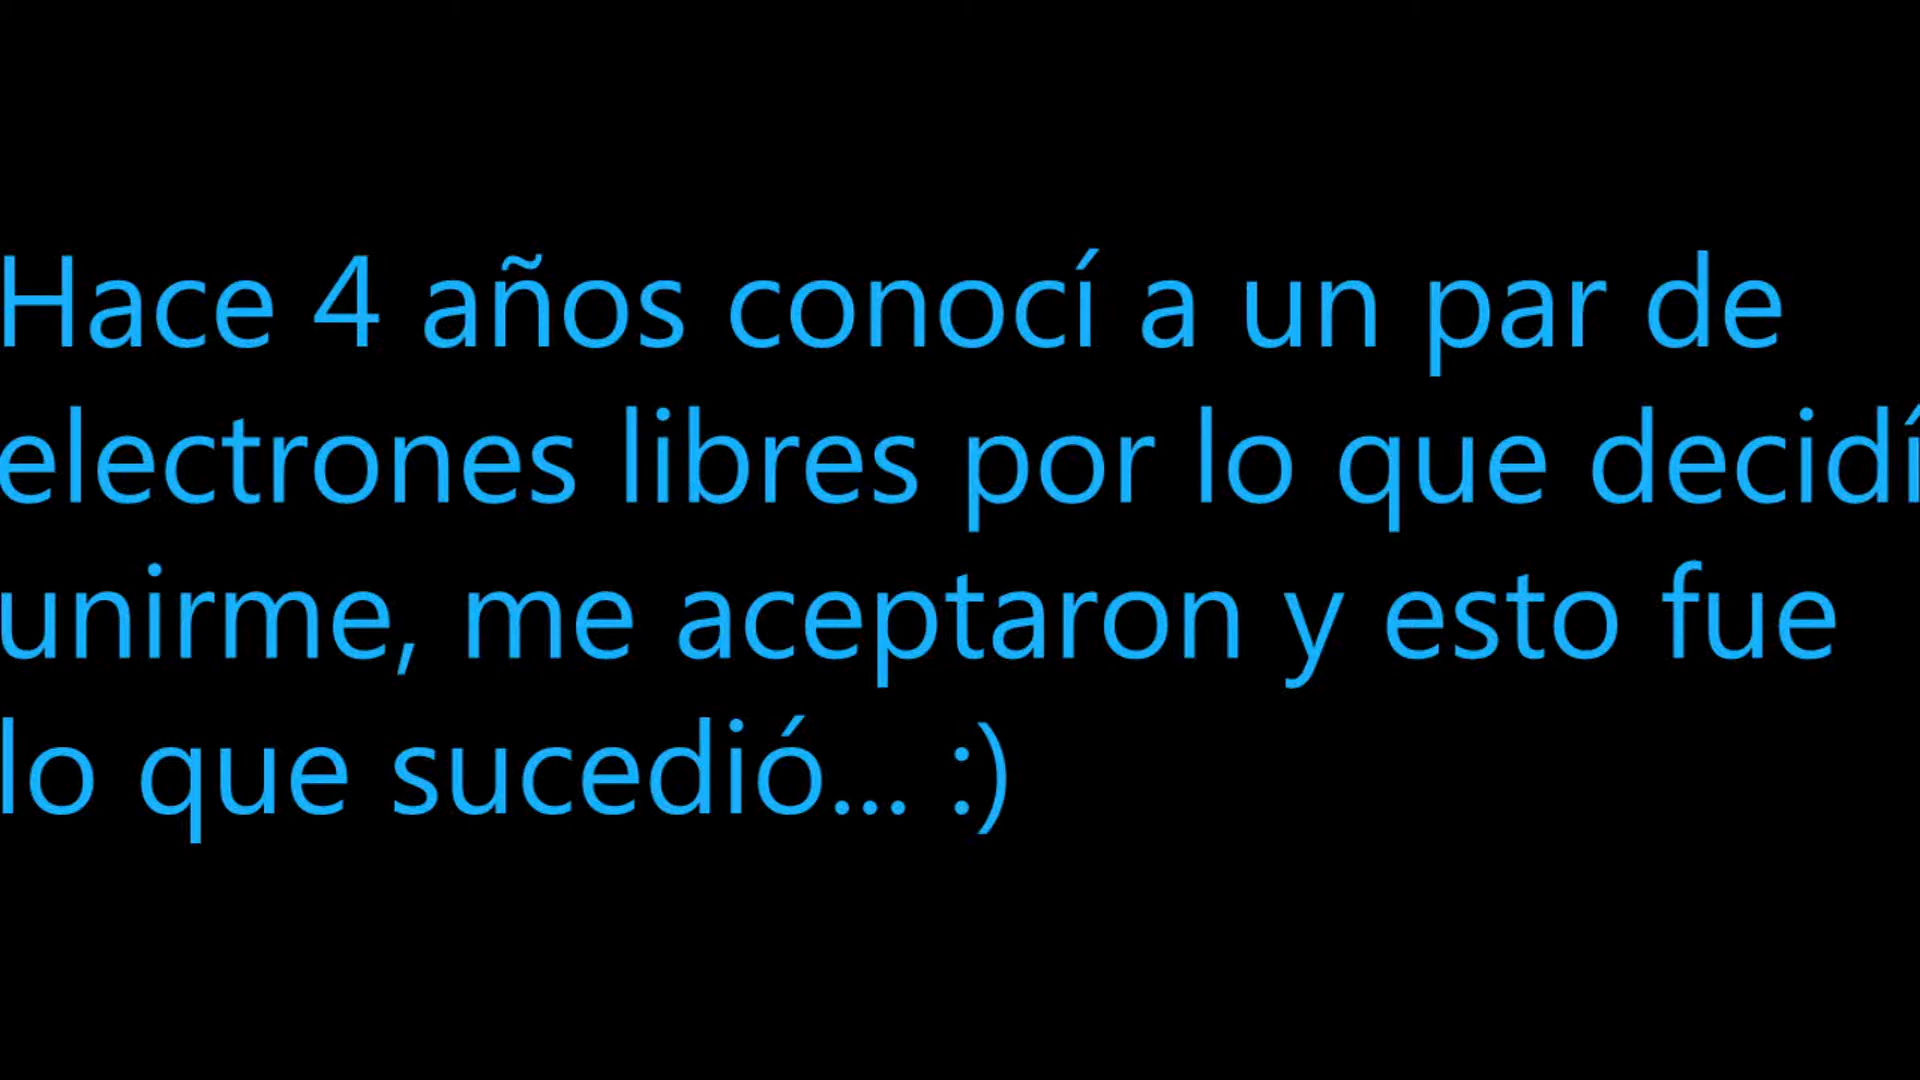 Hace 4 años conocí a un par de
electrones libres por lo que decidí
unirme, me aceptaron y esto fue
lo que sucedió... :)